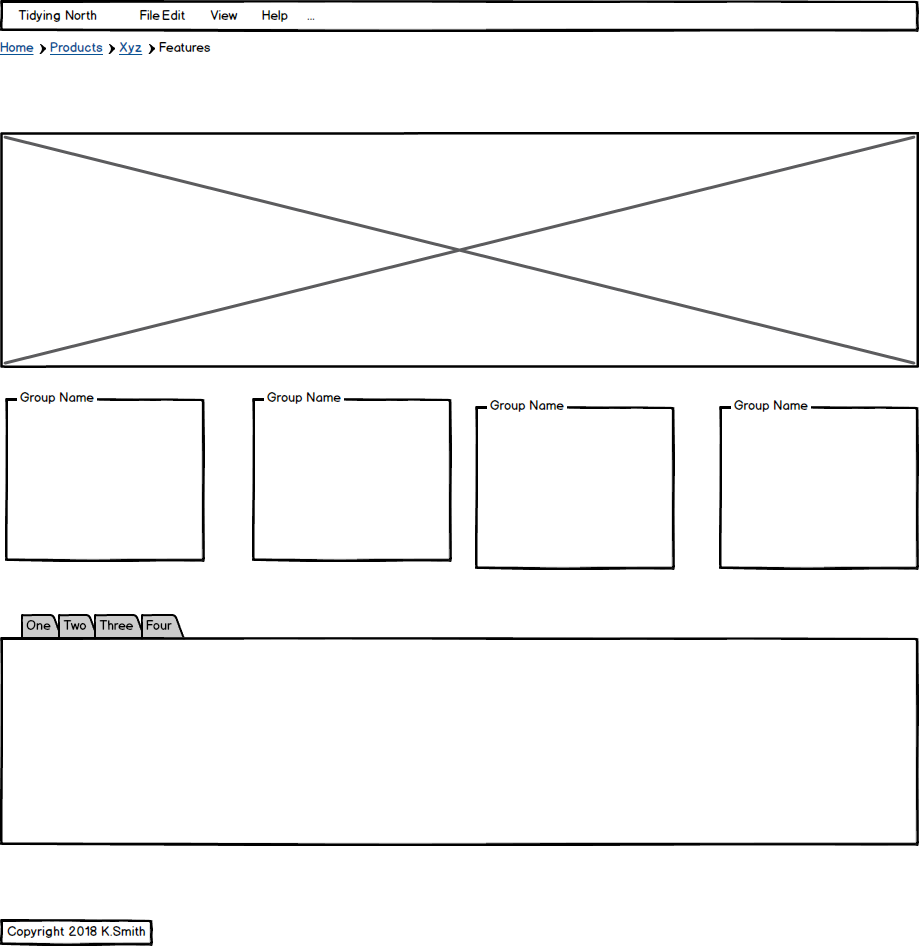 Tidying North File Edit View Help ...
Home Products Xyz Features
Group Name Group Name Group Name Group Name
One Two Three Four
Copyright 2018 K.Smith